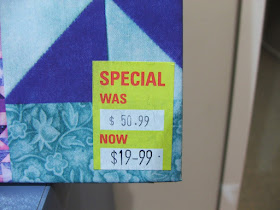 SPECIAL
WAS
$ 50.99
NOW
$19-99